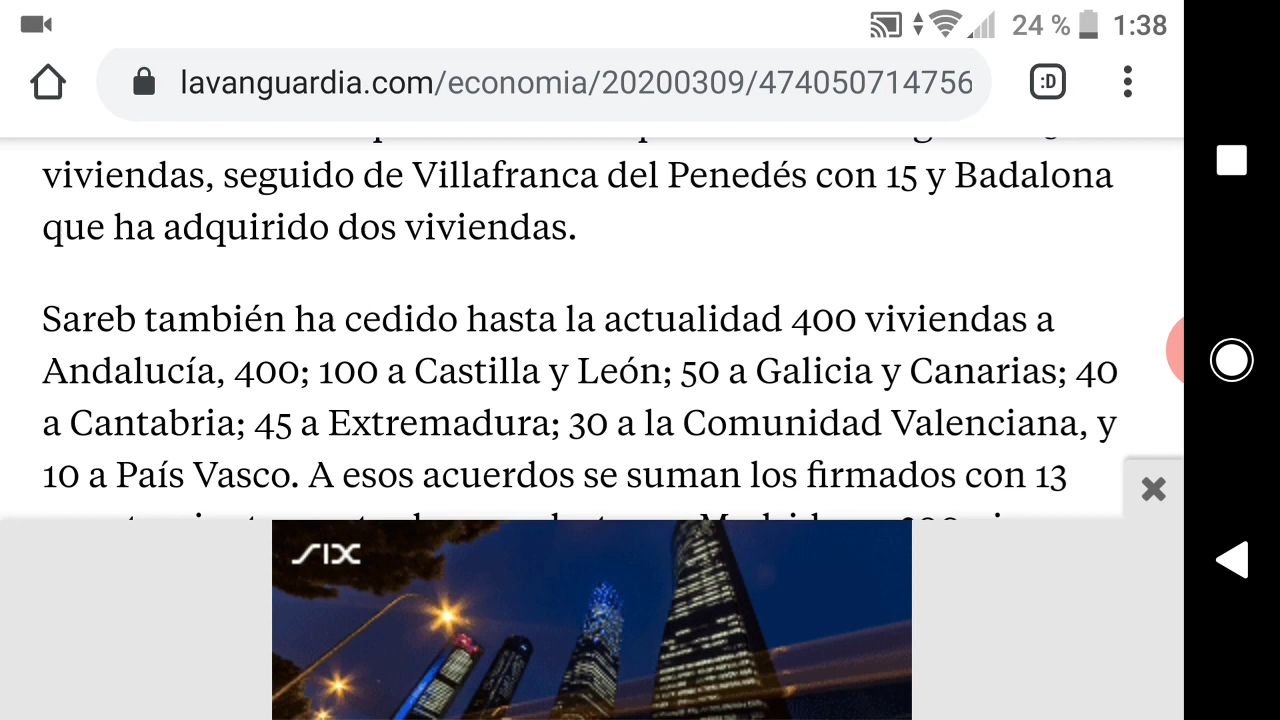 24 % 1:38
lavanguardia.com/economia/20200309/474050714756
:D
viviendas, seguido de Villafranca del Penedés con 15 y Badalona
que ha adquirido dos viviendas.
Sareb también ha cedido hasta la actualidad 400 viviendas a
Andalucía, 400; 100 a Castilla y León; 50 a Galicia y Canarias; 40
a Cantabria; 45 a Extremadura; 30 a la Comunidad Valenciana, y
10 a País Vasco. A esos acuerdos se suman los firmados con 13
SIX